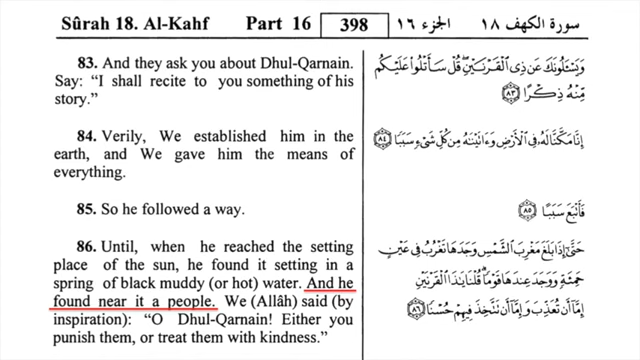 Sûrah 18. Al-Kahf Part 16 398 الجزء ١٦ سورة الكهف ١٨
83. And they ask you about Dhul-Qarnain.
Say: “I shall recite to you something of his
story.”
وَيَسْـَٔلُونَكَ عَن ذِى ٱلْقَرْنَيْنِ ۖ قُلْ سَأَتْلُوا۟ عَلَيْكُم
مِّنْهُ ذِكْرًا ٨٣
84. Verily, We established him in the
earth, and We gave him the means of
everything.
إِنَّا مَكَّنَّا لَهُۥ فِى ٱلْأَرْضِ وَءَاتَيْنَـٰهُ مِن كُلِّ شَىْءٍ سَبَبًا ٨٤
85. So he followed a way.
فَأَتْبَعَ سَبَبًا ٨٥
86. Until, when he reached the setting
place of the sun, he found it setting in a
spring of black muddy (or hot) water. And he
found near it a people. We (Allâh) said (by
inspiration): “O Dhul-Qarnain! Either you
punish them, or treat them with kindness.”
حَتَّىٰٓ إِذَا بَلَغَ مَغْرِبَ ٱلشَّمْسِ وَجَدَهَا تَغْرُبُ فِى عَيْنٍ
حَمِئَةٍ وَوَجَدَ عِندَهَا قَوْمًا ۗ قُلْنَا يَـٰذَا ٱلْقَرْنَيْنِ
إِمَّآ أَن تُعَذِّبَ وَإِمَّآ أَن تَتَّخِذَ فِيهِمْ حُسْنًا ٨٦